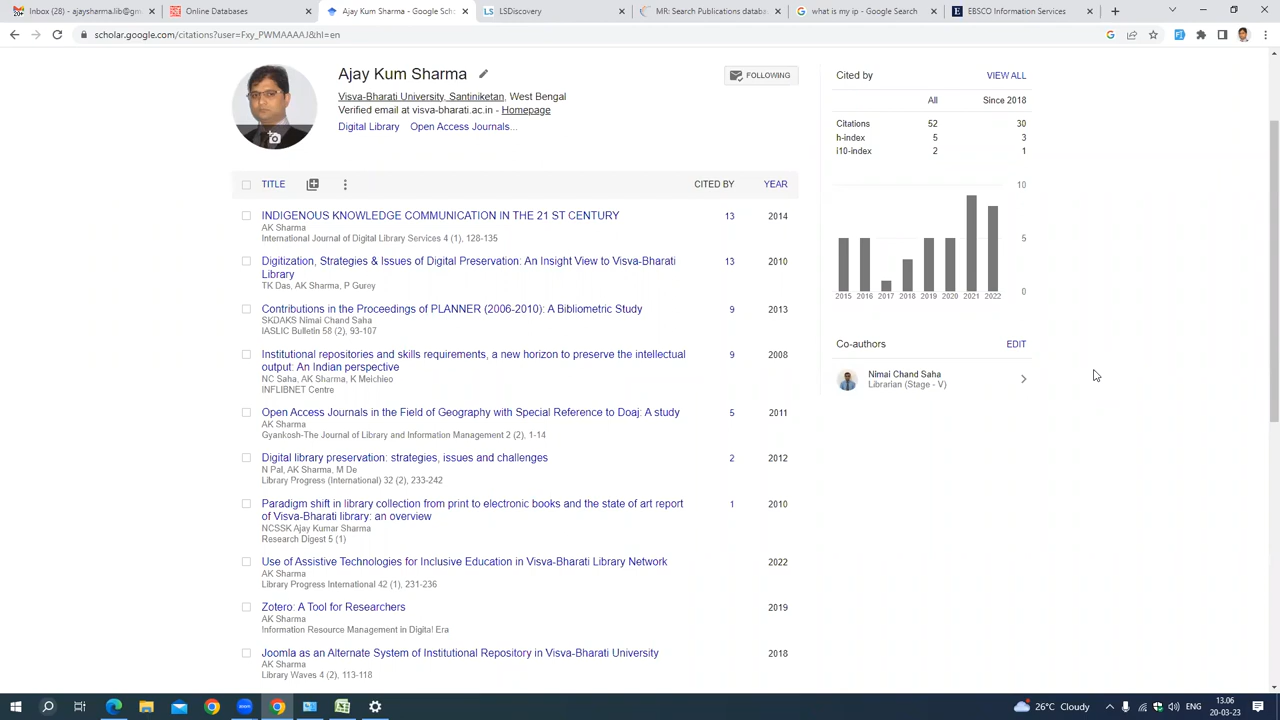 Inbox (20) - ajaysharma.lib@gma
Online Databases
Ajay Kum Sharma
LSDiscovery
MR: Search Publications databas
what is my ip - Google Search
EBSCO Information Services
scholar.google.com/citations?user=Fxy_PWMAAAAJ&hl=en
Ajay Kum Sharma
FOLLOWING
Visva-Bharati University, Santiniketan, West Bengal
Verified email at visva-bharati.ac.in - Homepage
Digital Library Open Access Journals...
TITLE CITED BY YEAR
INDIGENOUS KNOWLEDGE COMMUNICATION IN THE 21 ST CENTURY 13 2014
AK Sharma
International Journal of Digital Library Services 4 (1), 128-135
Digitization, Strategies & Issues of Digital Preservation: An Insight View to Visva-Bharati 13 2010
Library
TK Das, AK Sharma, P Gurey
Contributions in the Proceedings of PLANNER (2006-2010): A Bibliometric Study 9 2013
SKDAKS Nimai Chand Saha
IASLIC Bulletin 58 (2), 93-107
Institutional repositories and skills requirements, a new horizon to preserve the intellectual 9 2008
output: An Indian perspective
NC Saha, AK Sharma, K Meichieo
INFLIBNET Centre
Open Access Journals in the Field of Geography with Special Reference to Doaj: A study 5 2011
AK Sharma
Gyankosh-The Journal of Library and Information Management 2 (2), 1-14
Digital library preservation: strategies, issues and challenges 2 2012
N Pal, AK Sharma, M De
Library Progress (International) 32 (2), 233-242
Paradigm shift in library collection from print to electronic books and the state of art report 1 2010
of Visva-Bharati library: an overview
NCSSK Ajay Kumar Sharma
Research Digest 5 (1)
Use of Assistive Technologies for Inclusive Education in Visva-Bharati Library Network 2022
AK Sharma
Library Progress International 42 (1), 231-236
Zotero: A Tool for Researchers 2019
AK Sharma
Information Resource Management in Digital Era
Joomla as an Alternate System of Institutional Repository in Visva-Bharati University 2018
AK Sharma
Library Waves 4 (2), 113-118
Cited by VIEW ALL
All Since 2018
Citations 52 30
h-index 5 3
i10-index 2 1
10
5
0
2015 2016 2017 2018 2019 2020 2021 2022
Co-authors EDIT
Nimai Chand Saha
Librarian (Stage - V)
26°C Cloudy
ENG
13.06
20-03-23